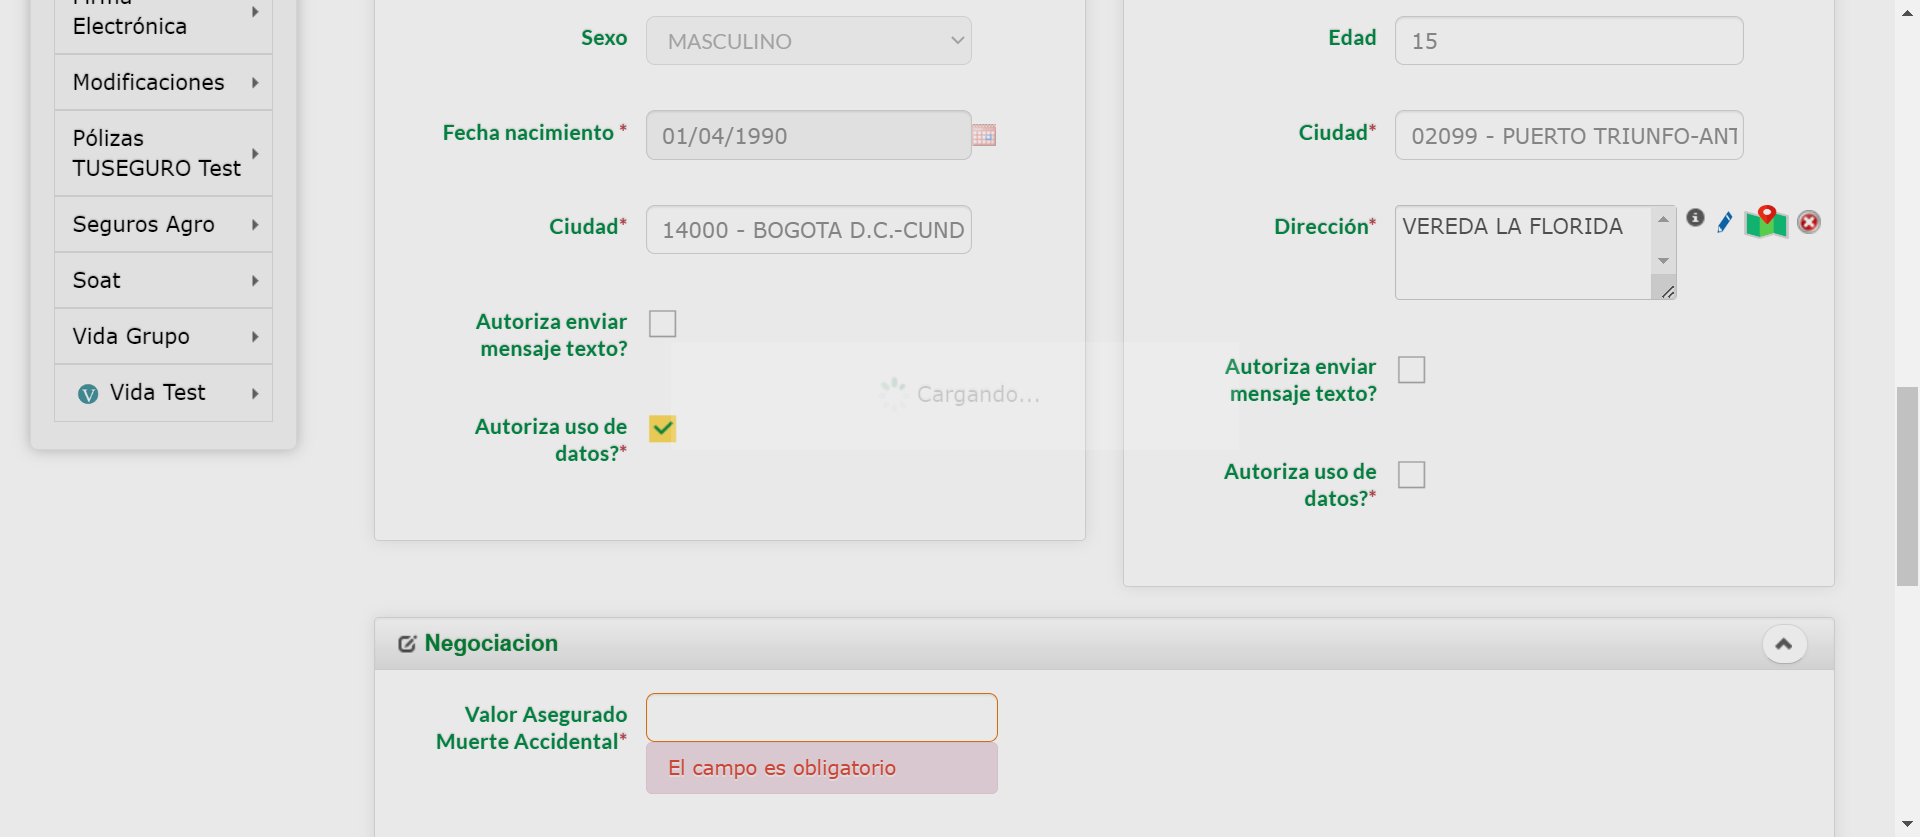 Electrónica
Modificaciones
Pólizas
TUSEGURO Test
Seguros Agro
Soat
Vida Grupo
V Vida Test
Sexo
MASCULINO
Fecha nacimiento *
01/04/1990
Ciudad*
14000 - BOGOTA D.C.-CUND
Autoriza enviar
mensaje texto?
Autoriza uso de
datos?*
Edad
15
Ciudad*
02099 - PUERTO TRIUNFO-ANT
Dirección*
VEREDA LA FLORIDA
Autoriza enviar
mensaje texto?
Autoriza uso de
datos?*
Cargando...
Negociacion
Valor Asegurado
Muerte Accidental*
El campo es obligatorio